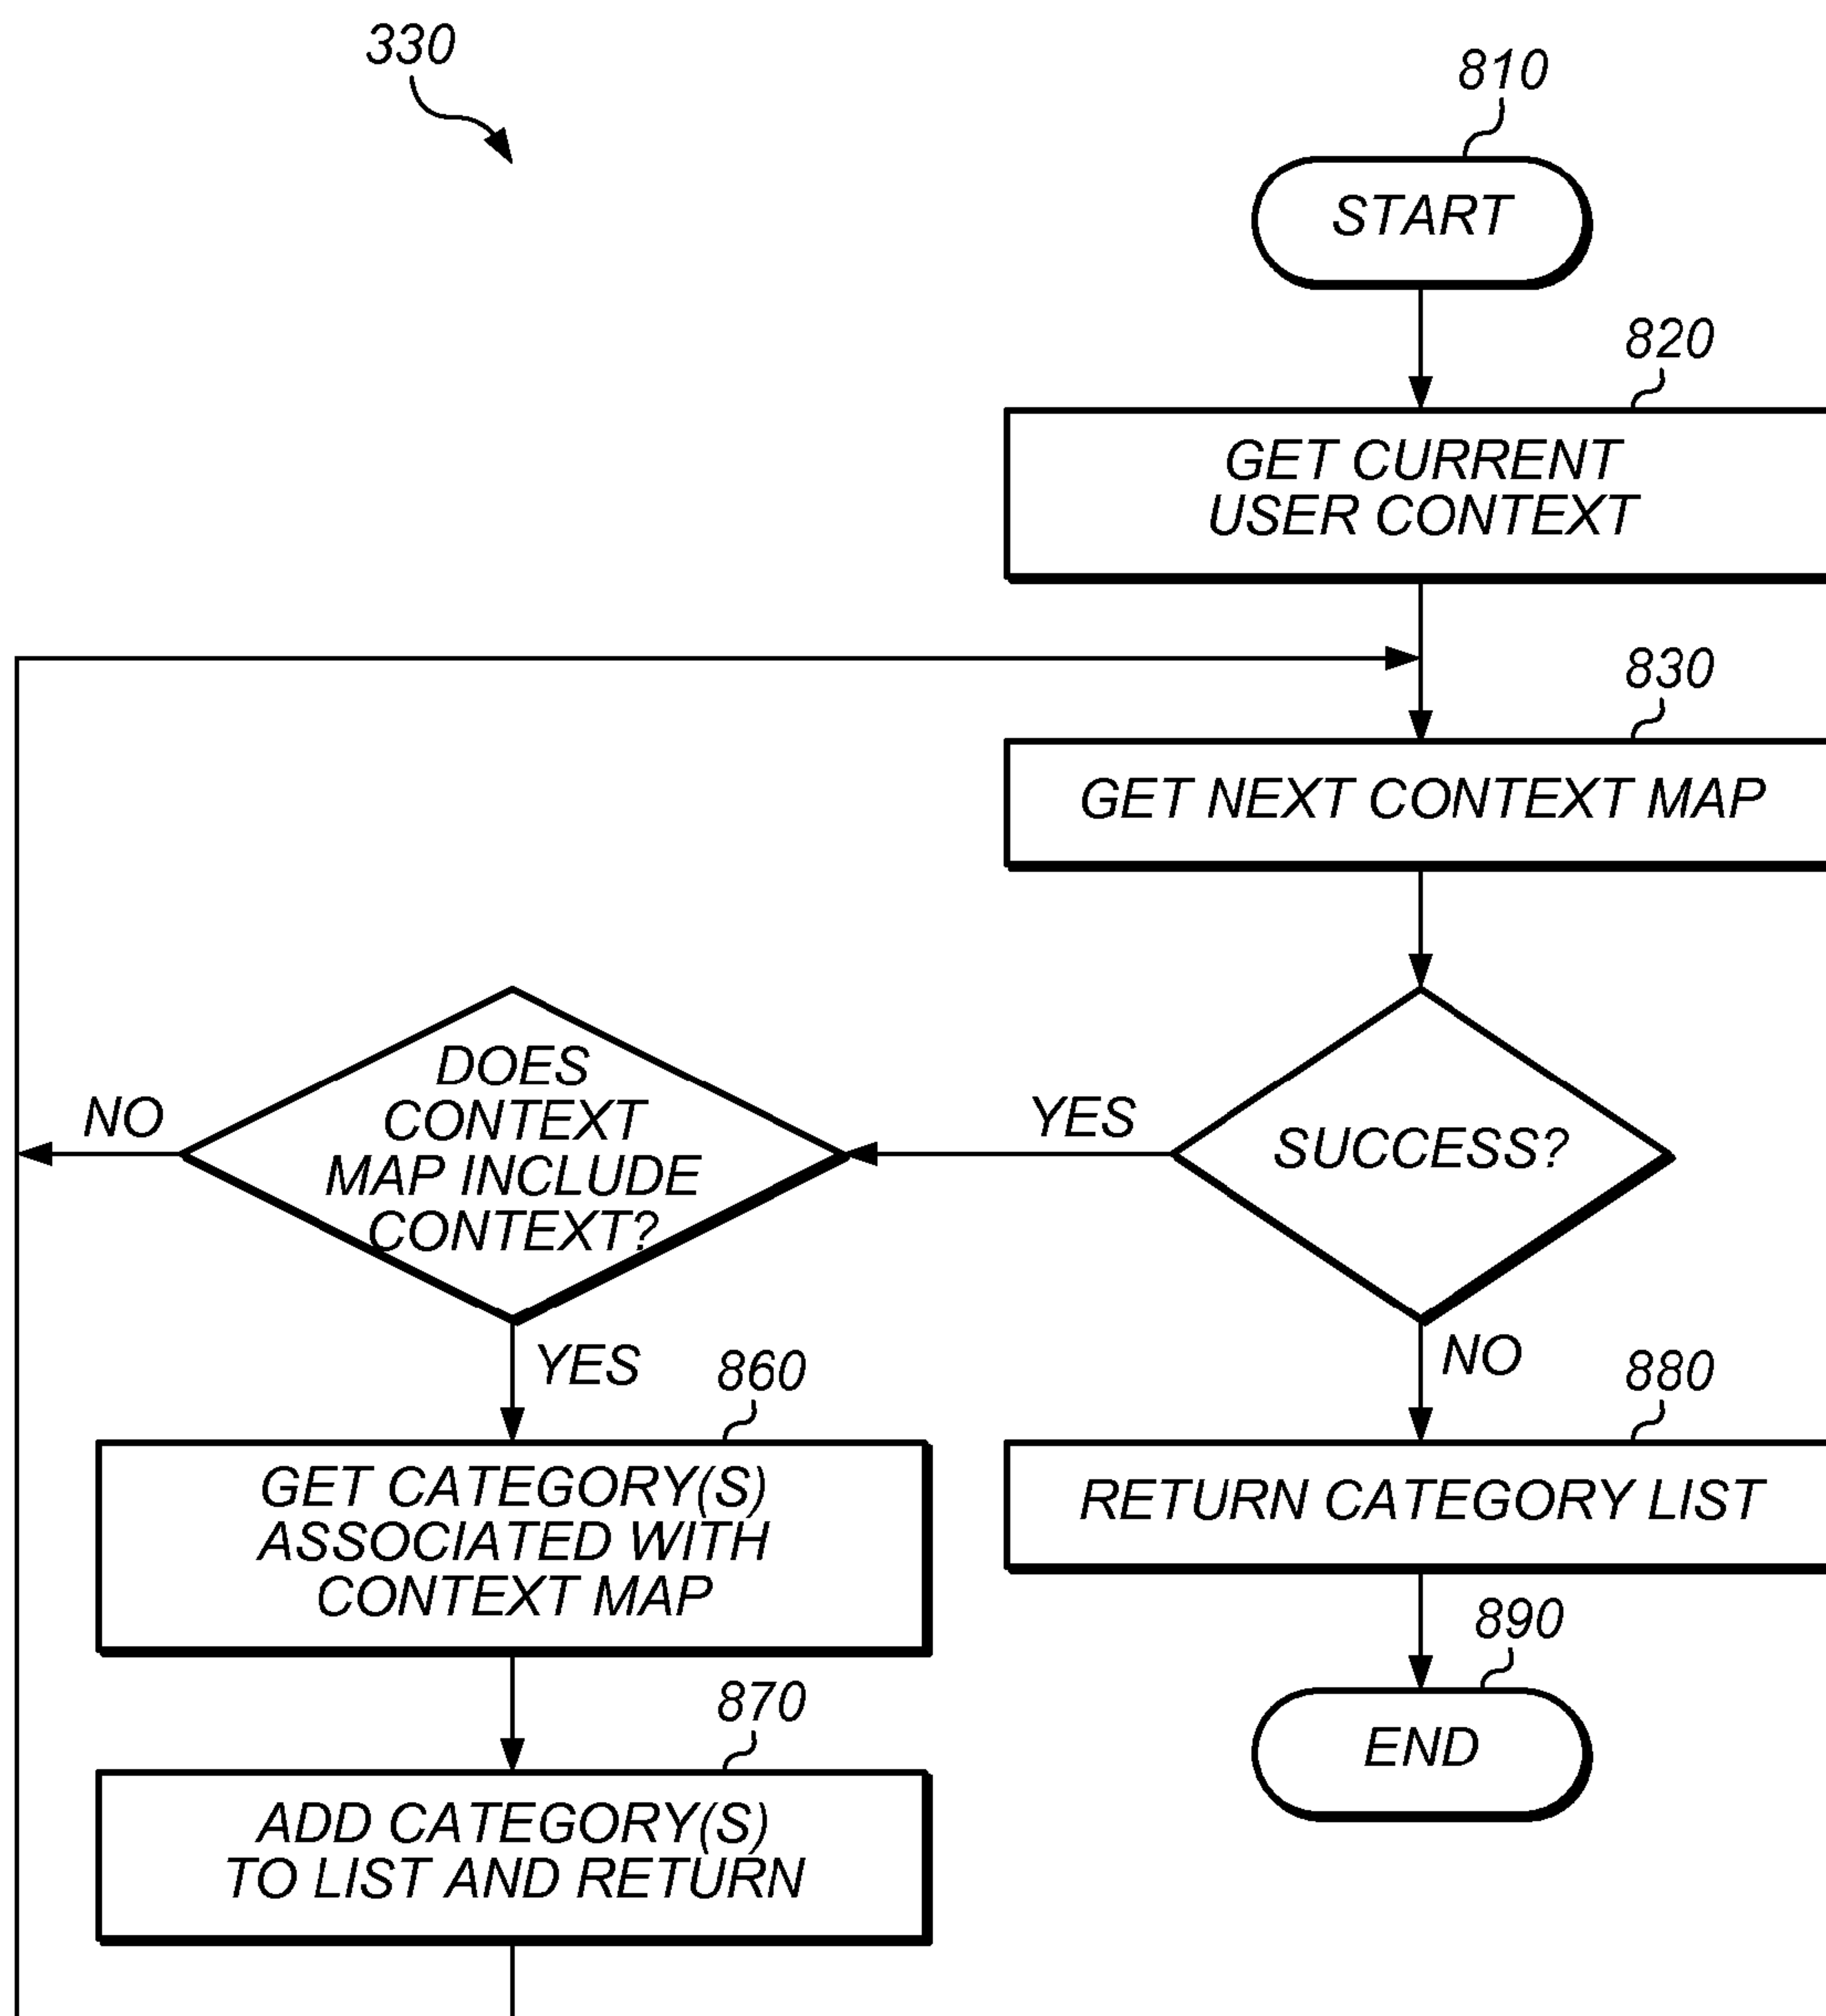 330
810
START
820
GET CURRENT
USER CONTEXT
830
GET NEXT CONTEXT MAP
DOES
CONTEXT
MAP INCLUDE
CONTEXT?
NO
YES
SUCCESS?
YES
NO
860
GET CATEGORY(S)
ASSOCIATED WITH
CONTEXT MAP
880
RETURN CATEGORY LIST
870
ADD CATEGORY(S)
TO LIST AND RETURN
890
END